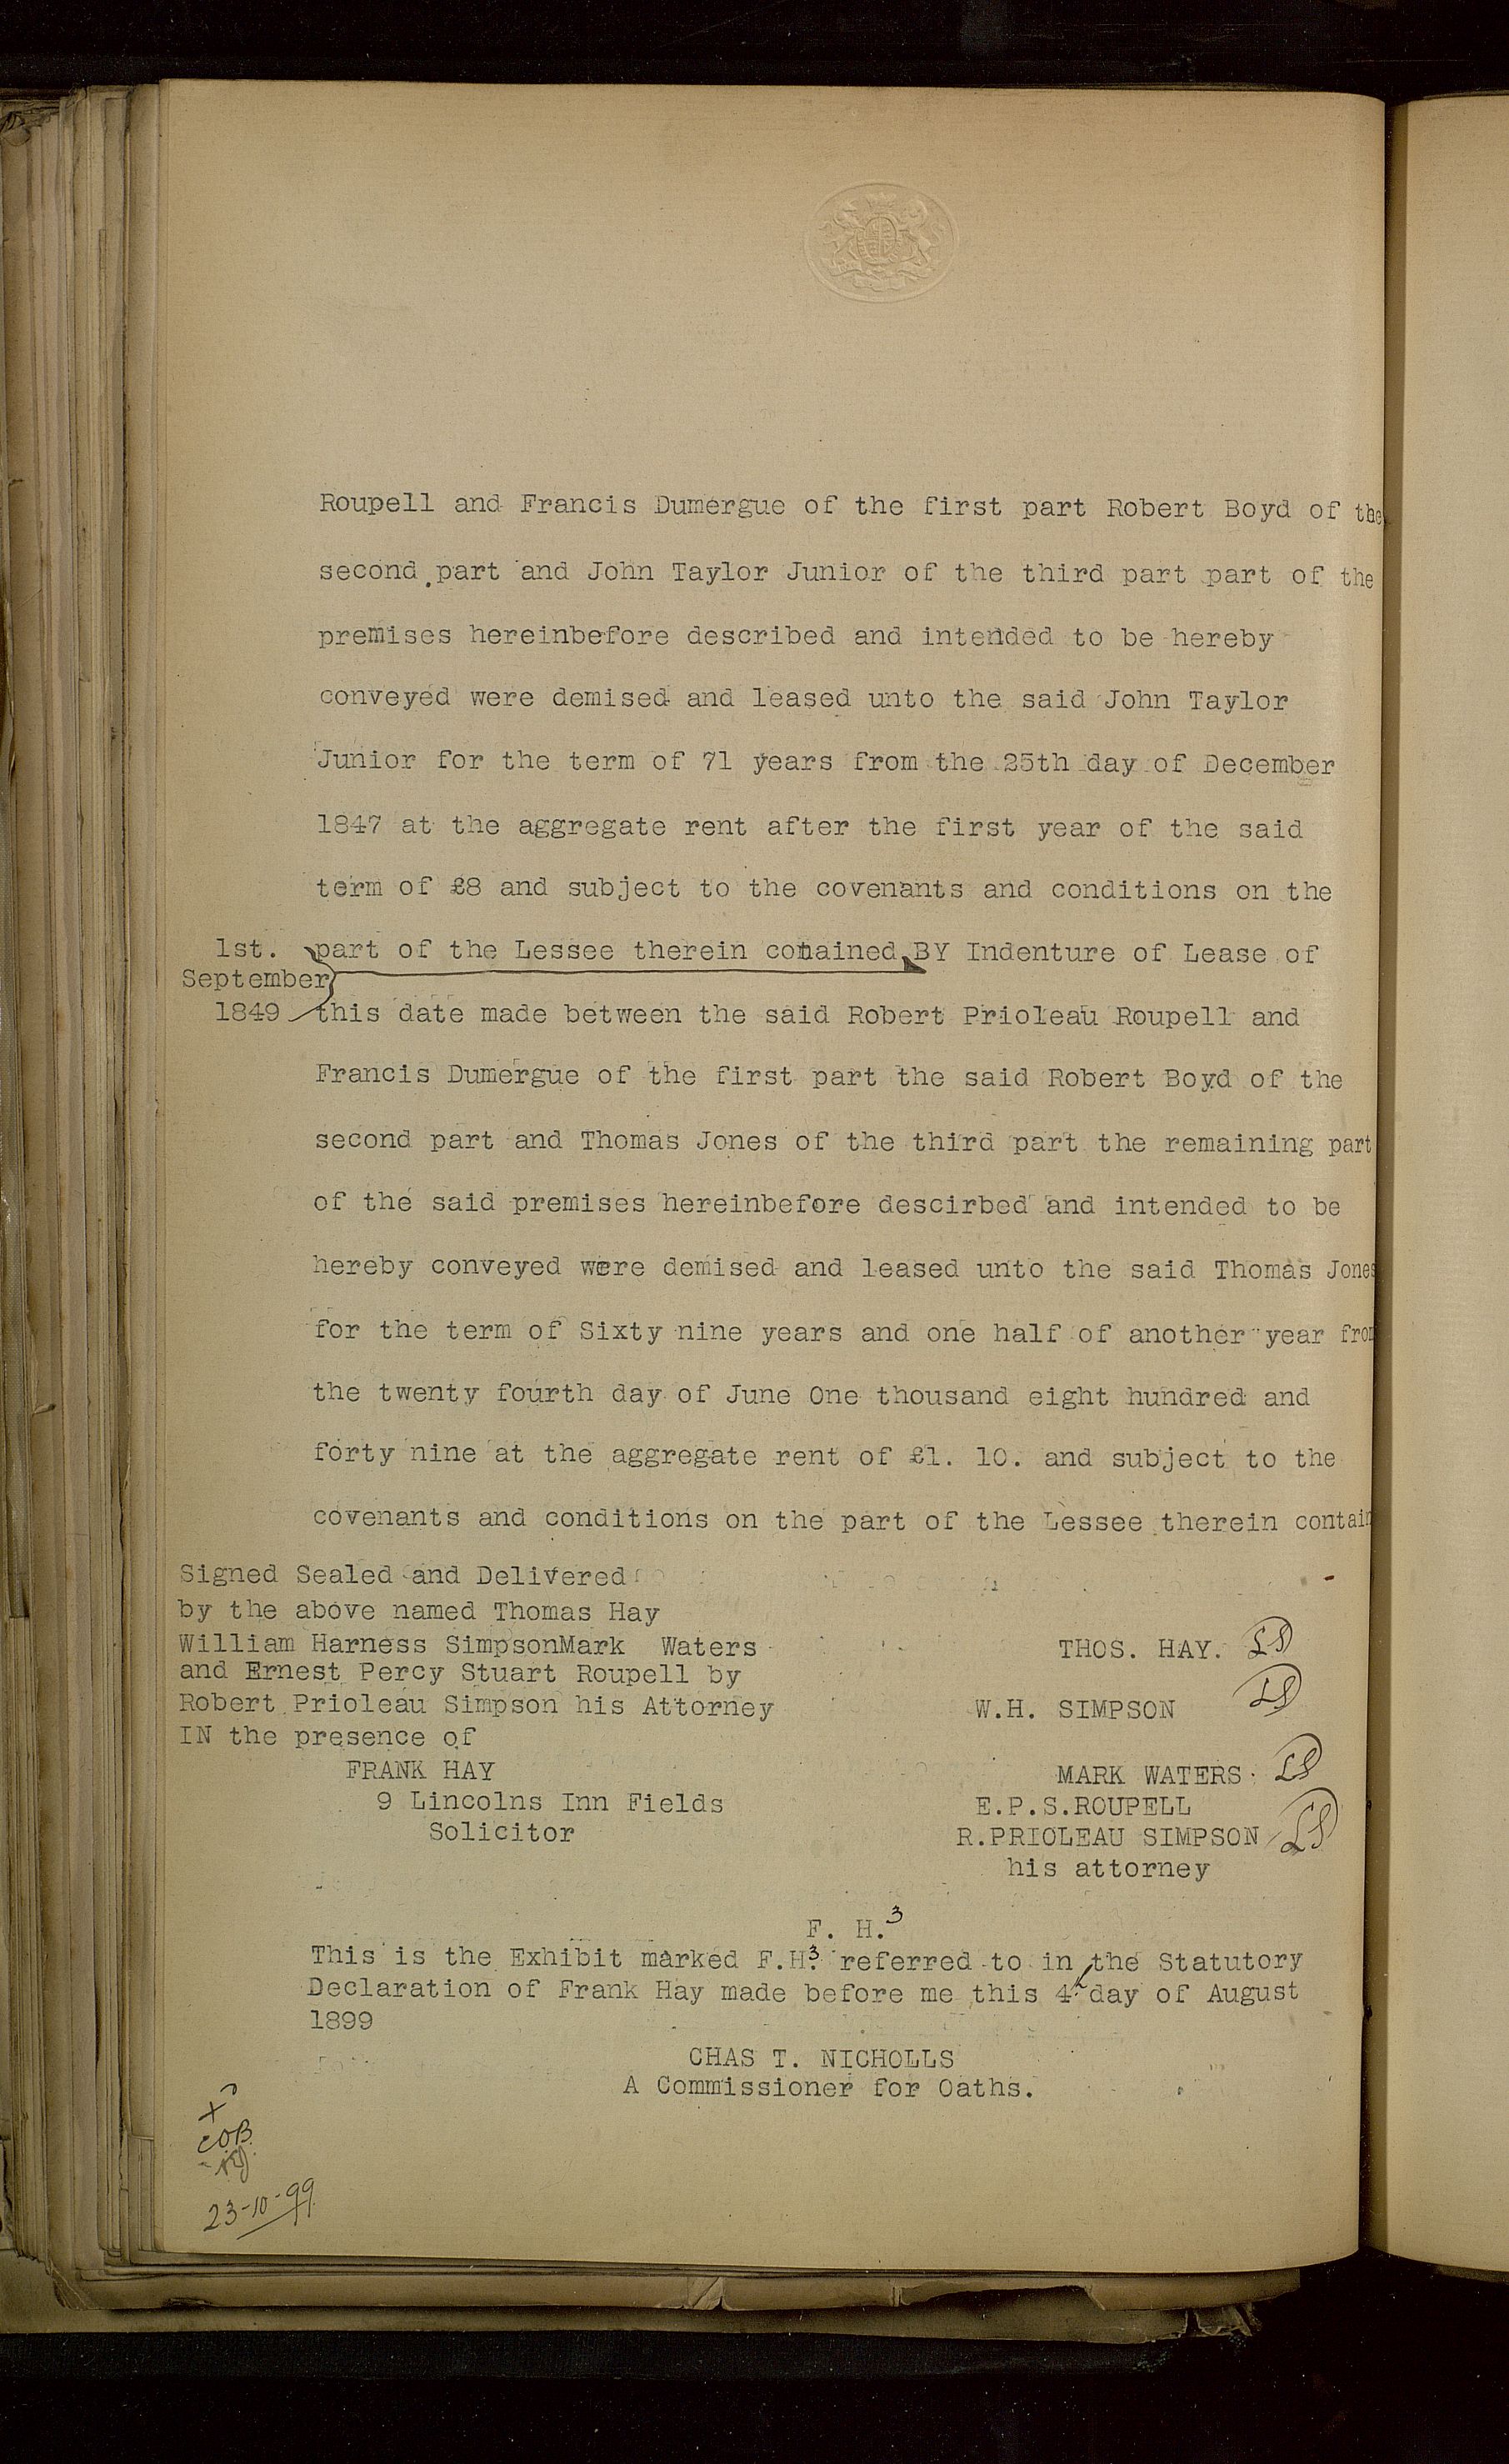 Roupell and Francis Dumergue of the first part Robert Boyd of the
second part and John Taylor Junior of the third part part of the
premises hereinbefore described and intended to be hereby
conveyed were demised and leased unto the said John Taylor
Junior for the term of 71 years from the 25th day of December
1847 at the aggregate rent after the first year of the said
term of £8 and subject to the covenants and conditions on the
1st. part of the Lessee therein conained BY Indenture of Lease of
September
1849 this date made between the said Robert Prioleau Roupell and
Francis Dumergue of the first part the said Robert Boyd of the
second part and Thomas Jones of the third part the remaining part
of the said premises hereinbefore descirbed and intended to be
hereby conveyed were demised and leased unto the said Thomas Jones
for the term of Sixty nine years and one half of another year from
the twenty fourth day of June One thousand eight hundred and
forty nine at the aggregate rent of £1. 10. and subject to the
covenants and conditions on the part of the Lessee therein contain
Signed Sealed and Delivered
by the above named Thomas Hay
William Harness SimpsonMark Waters
and Ernest Percy Stuart Roupell by
Robert Prioleau Simpson his Attorney
IN the presence of
FRANK HAY
9 Lincolns Inn Fields
Solicitor
THOS. HAY. LS
W.H. SIMPSON LS
MARK WATERS LS
E.P.S.ROUPELL
R.PRIOLEAU SIMPSON LS
his attorney
F. H.3
This is the Exhibit marked F.H3. referred to in the Statutory
Declaration of Frank Hay made before me this 4th day of August
1899
CHAS T. NICHOLLS
A Commissioner for Oaths.
X
COB
23-10-99